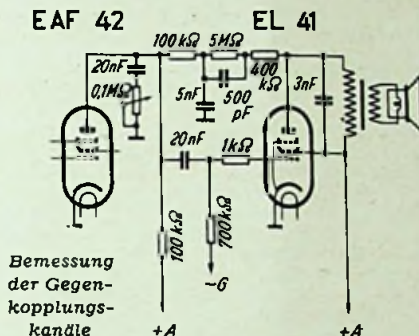 EAF 42
EL 41
100 kΩ
5MΩ
400 kΩ
20nF
0,1MΩ
5nF
500 pF
3nF
20nF
1kΩ
100 kΩ
700kΩ
-G
Bemessung
der Gegen-
kopplungs-
kanäle
+A
+A